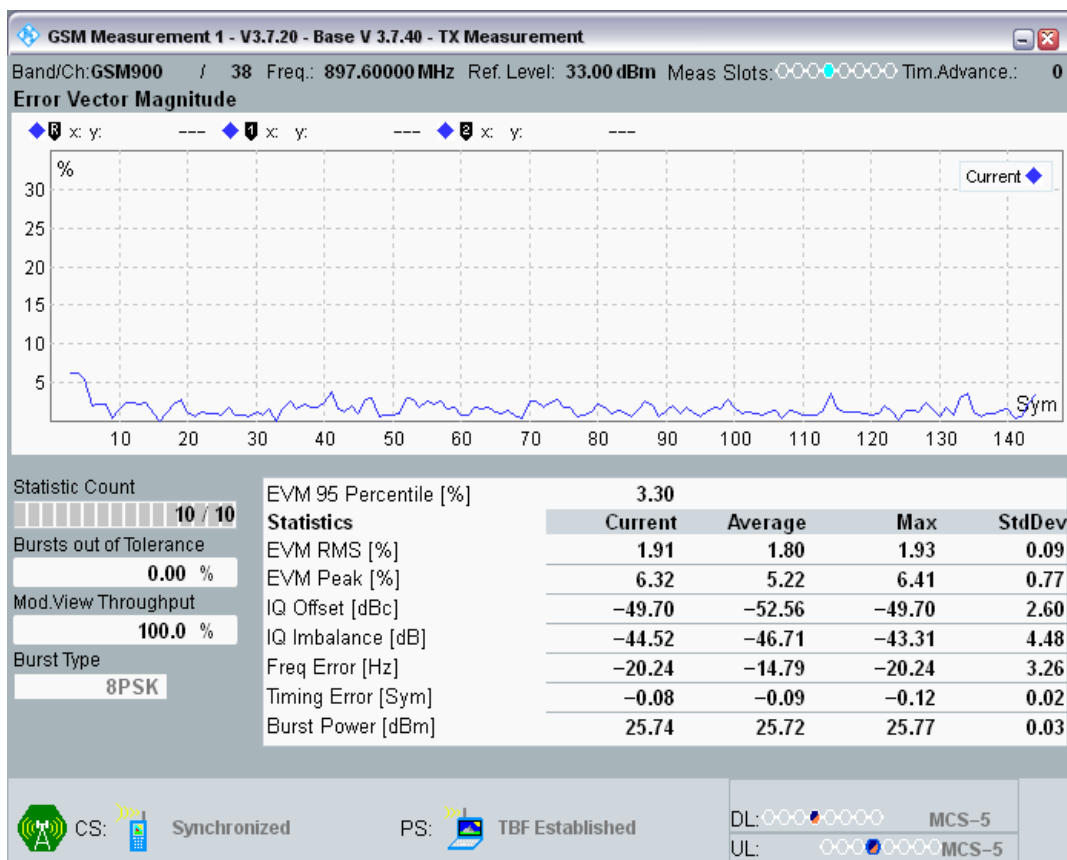 GSM Measurement 1 - V3.7.20 - Base V 3.7.40 - TX Measurement
Band/Ch:GSM900 / 38 Freq.: 897.60000 MHz Ref. Level: 33.00 dBm Meas Slots: Tim.Advance.: 0
Error Vector Magnitude
R x: y: --- 1 x: y: --- 2 x: y: ---
%
Current
30
25
20
15
10
5
Sym
10 20 30 40 50 60 70 80 90 100 110 120 130 140
Statistic Count
10 / 10
Bursts out of Tolerance
0.00 %
Mod.View Throughput
100.0 %
Burst Type
8PSK
EVM 95 Percentile [%] 3.30
Statistics Current Average Max StdDev
EVM RMS [%] 1.91 1.80 1.93 0.09
EVM Peak [%] 6.32 5.22 6.41 0.77
IQ Offset [dBc] −49.70 −52.56 −49.70 2.60
IQ Imbalance [dB] −44.52 −46.71 −43.31 4.48
Freq Error [Hz] −20.24 −14.79 −20.24 3.26
Timing Error [Sym] −0.08 −0.09 −0.12 0.02
Burst Power [dBm] 25.74 25.72 25.77 0.03
CS: Synchronized PS: TBF Established
DL: MCS−5
UL: MCS−5